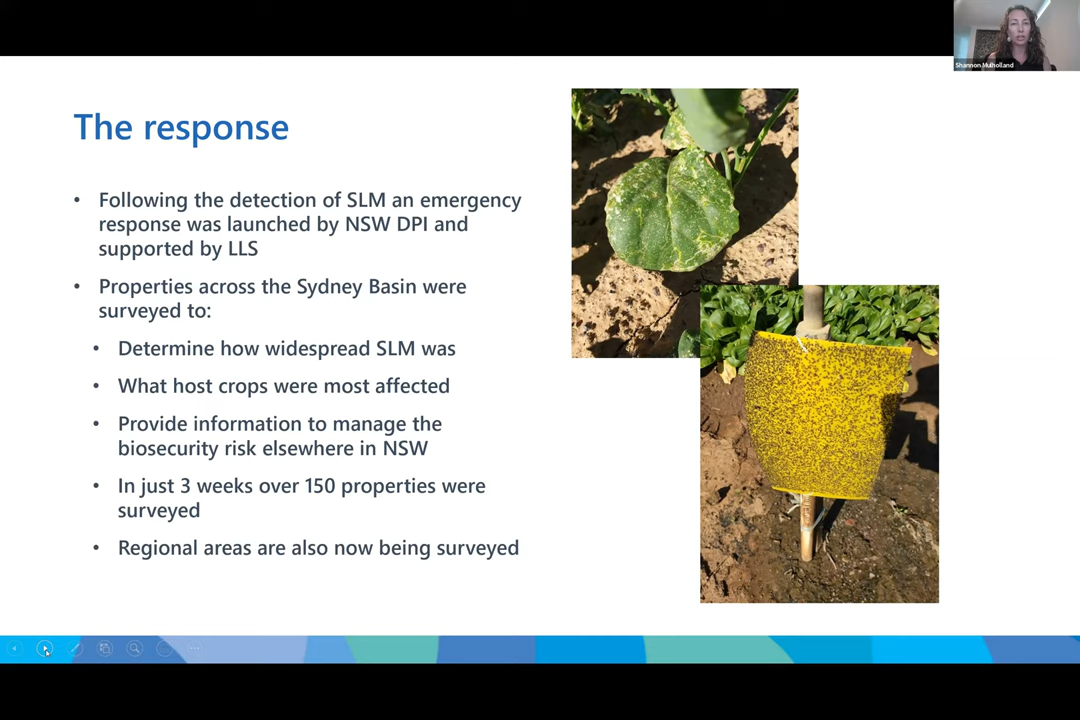 Shannon Mulholland
The response
• Following the detection of SLM an emergency
response was launched by NSW DPI and
supported by LLS
• Properties across the Sydney Basin were
surveyed to:
• Determine how widespread SLM was
• What host crops were most affected
• Provide information to manage the
biosecurity risk elsewhere in NSW
• In just 3 weeks over 150 properties were
surveyed
• Regional areas are also now being surveyed